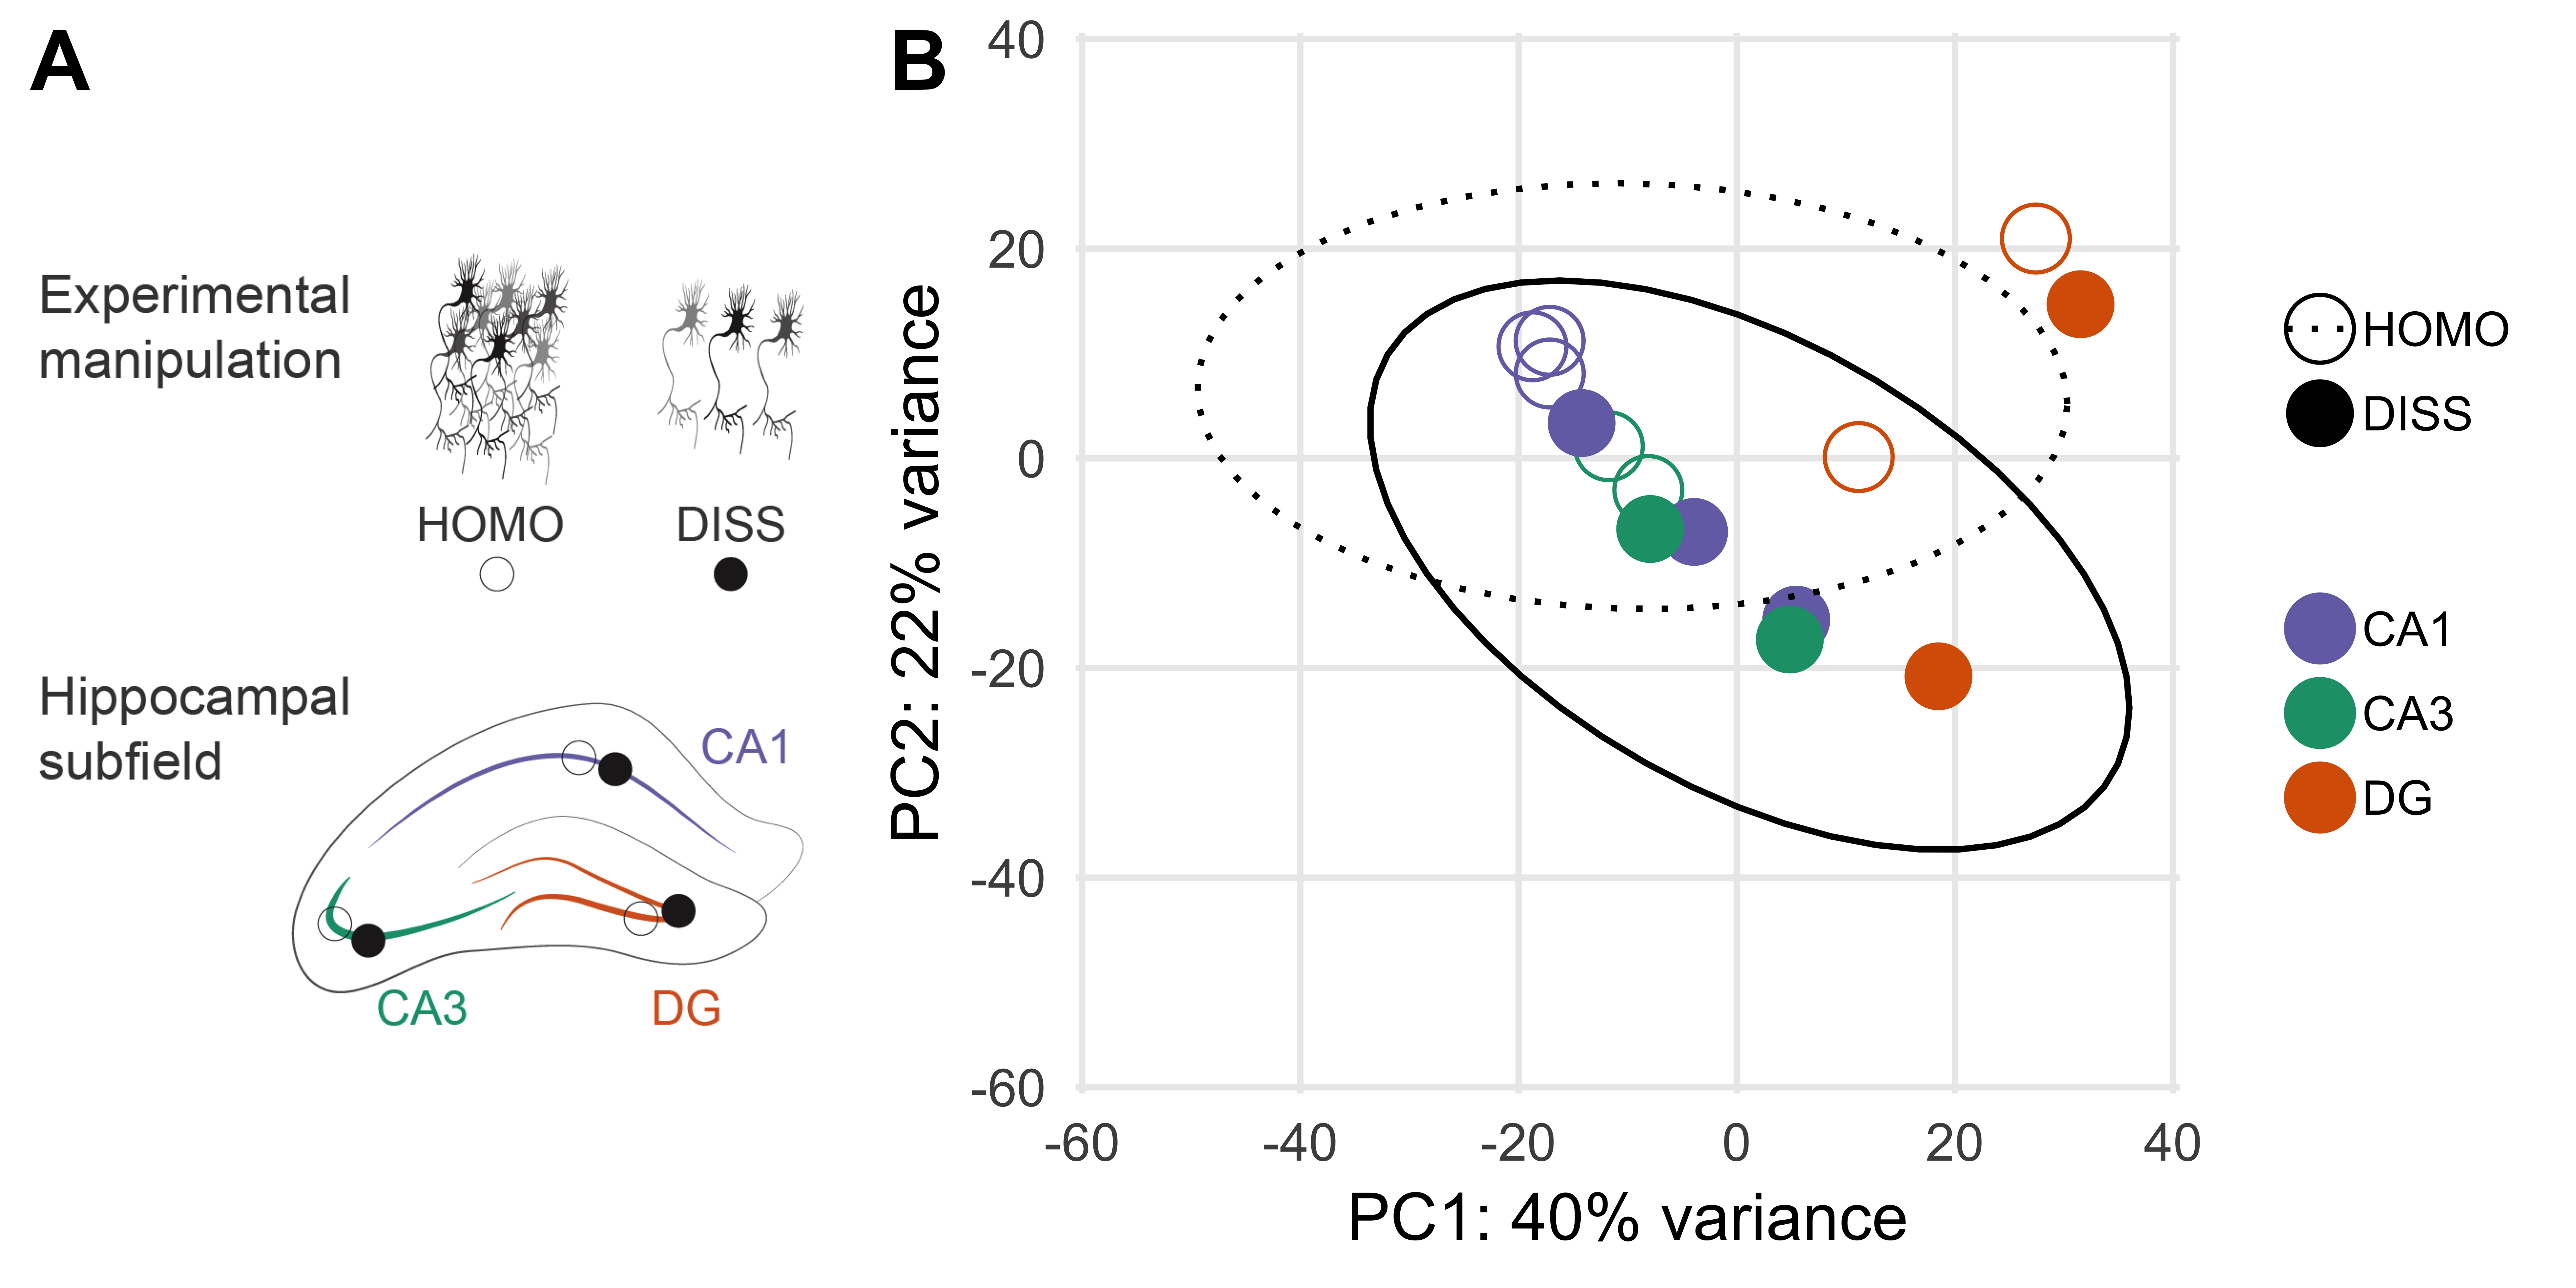 A
Experimental
manipulation
HOMO
DISS
Hippocampal
subfield
CA1
CA3
DG
B
40
20
0
-20
-40
-60
PC2: 22% variance
-60
-40
-20
0
20
40
PC1: 40% variance
HOMO
DISS
CA1
CA3
DG